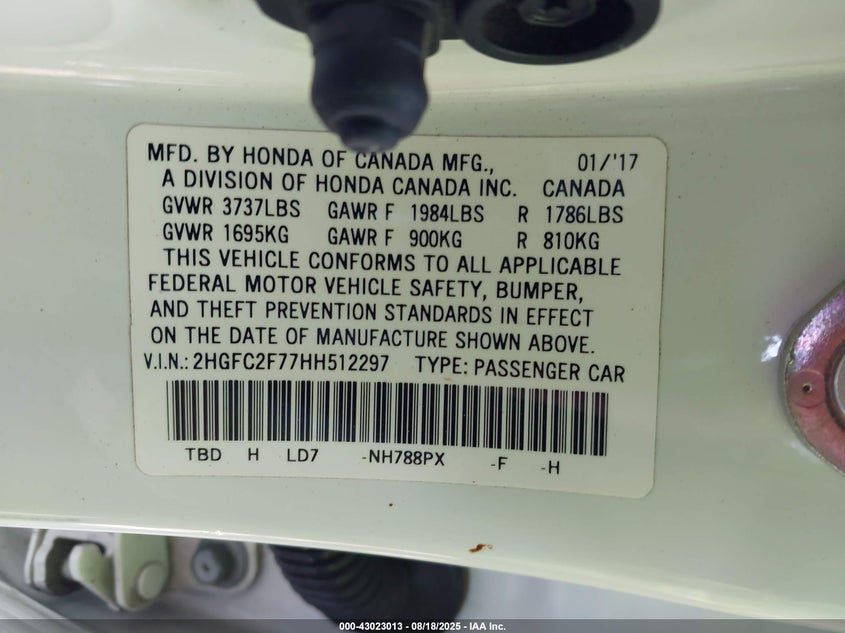 MFD. BY HONDA OF CANADA MFG., 01/'17
A DIVISION OF HONDA CANADA INC. CANADA
GVWR 3737LBS GAWR F 1984LBS R 1786LBS
GVWR 1695KG GAWR F 900KG R 810KG
THIS VEHICLE CONFORMS TO ALL APPLICABLE
FEDERAL MOTOR VEHICLE SAFETY, BUMPER,
AND THEFT PREVENTION STANDARDS IN EFFECT
ON THE DATE OF MANUFACTURE SHOWN ABOVE.
V.I.N.: 2HGFC2F77HH512297 TYPE: PASSENGER CAR
TBD H LD7 -NH788PX -F -H
000-43023013 - 08/18/2025 - IAA Inc.